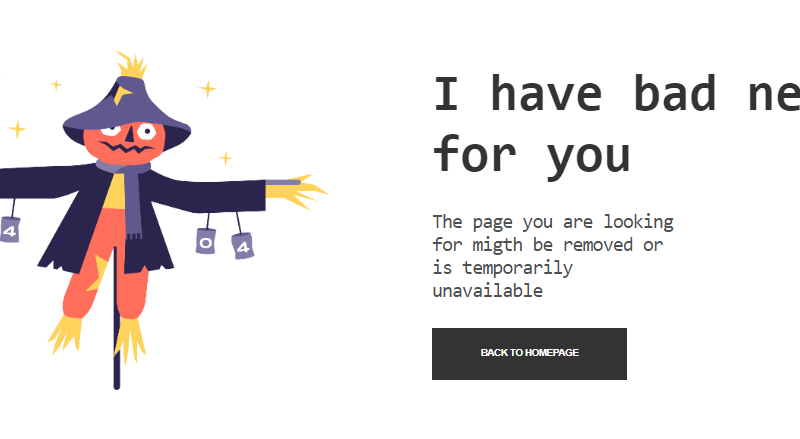 I have bad ne
for you
The page you are looking
for migth be removed or
is temporarily
unavailable
BACK TO HOMEPAGE
4
0
4